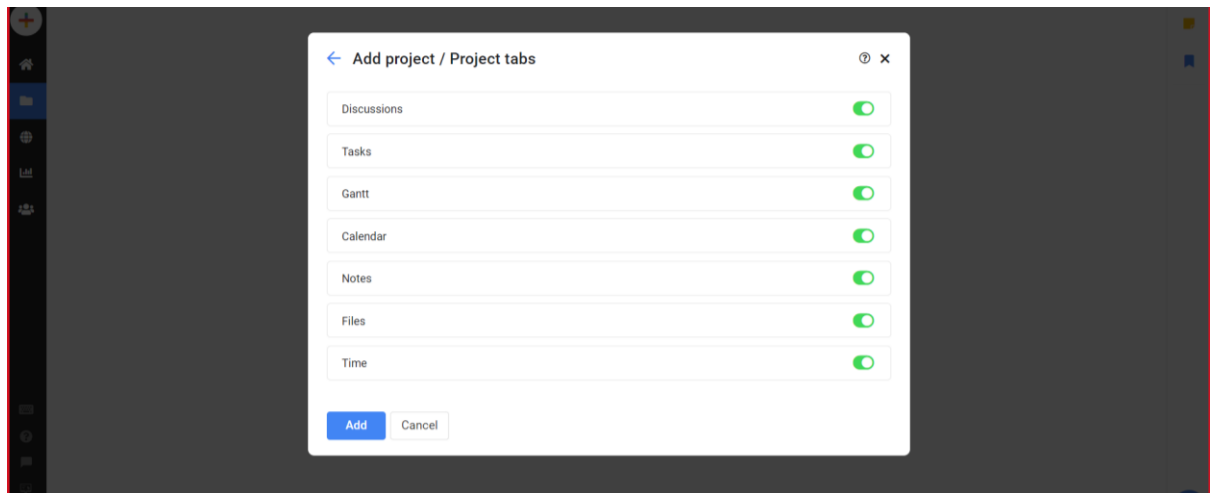 Add project / Project tabs
Discussions
Tasks
Gantt
Calendar
Notes
Files
Time
Add
Cancel